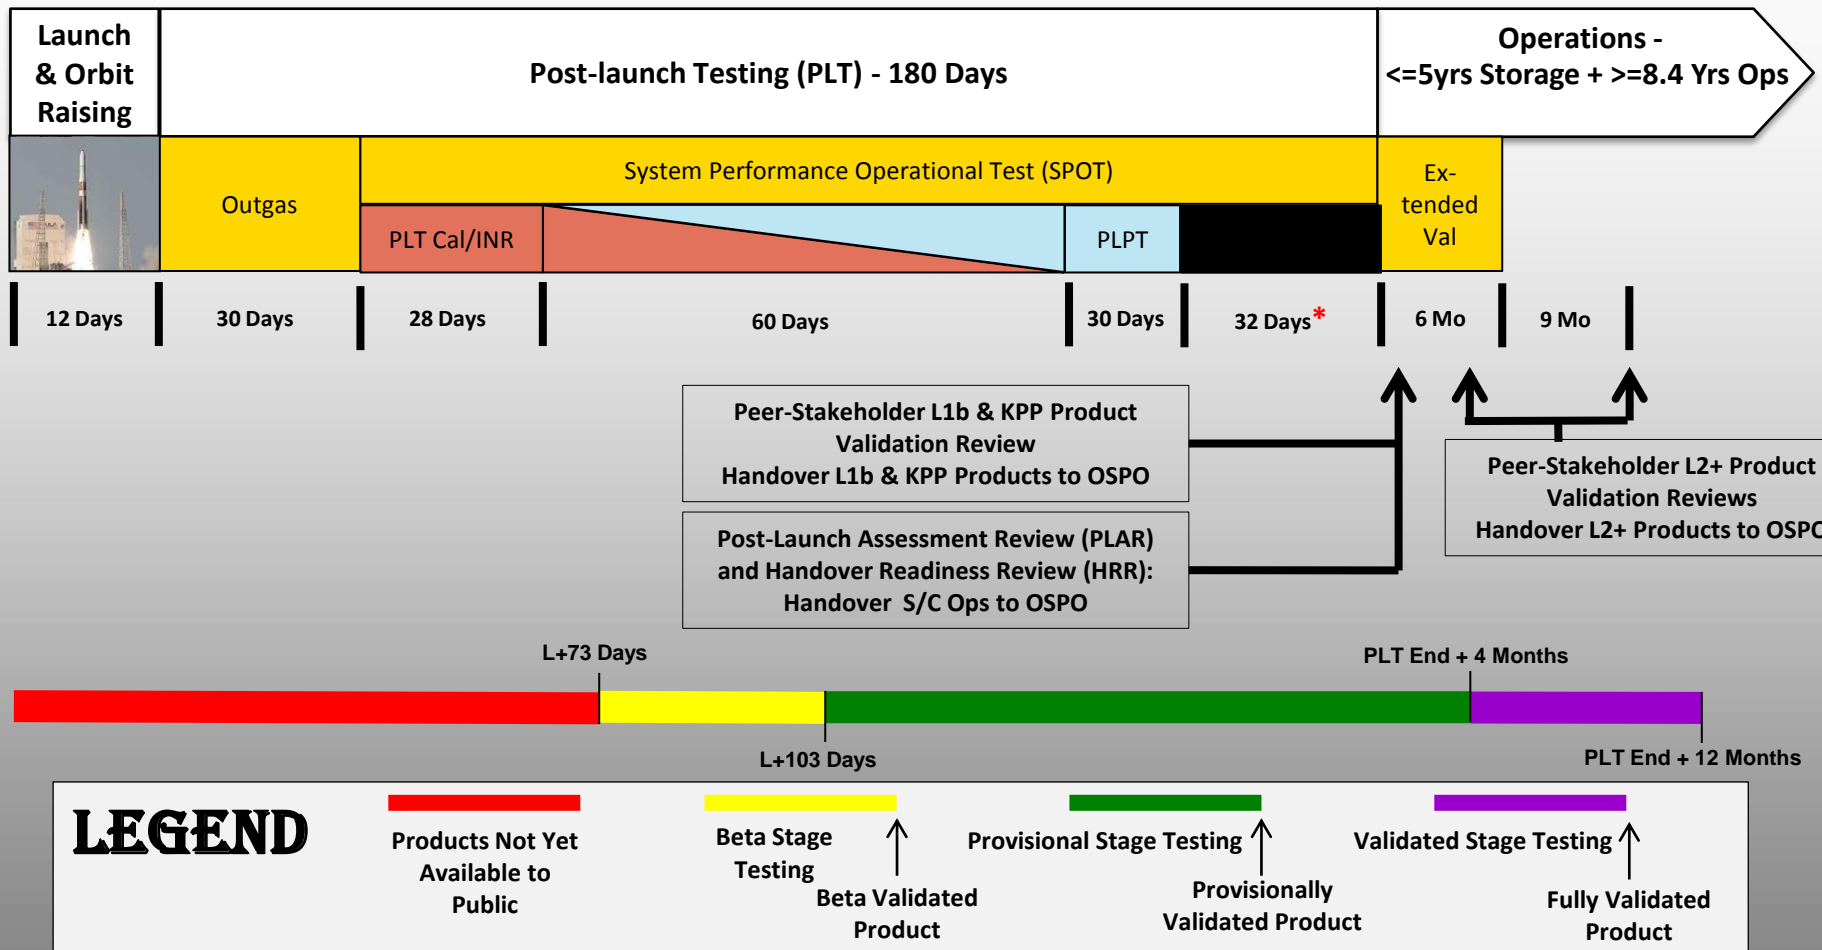 Launch
& Orbit
Raising
Post-launch Testing (PLT) - 180 Days
Operations -
<=5yrs Storage + >=8.4 Yrs Ops
Outgas
System Performance Operational Test (SPOT)
PLT Cal/INR
PLPT
Ex-
tended
Val
12 Days
30 Days
28 Days
60 Days
30 Days
32 Days*
6 Mo
9 Mo
Peer-Stakeholder L1b & KPP Product
Validation Review
Handover L1b & KPP Products to OSPO
Peer-Stakeholder L2+ Product
Validation Reviews
Handover L2+ Products to OSPO
Post-Launch Assessment Review (PLAR)
and Handover Readiness Review (HRR):
Handover S/C Ops to OSPO
L+73 Days
PLT End + 4 Months
L+103 Days
PLT End + 12 Months
LEGEND
Products Not Yet
Available to
Public
Beta Stage
Testing
Beta Validated
Product
Provisional Stage Testing
Provisionally
Validated Product
Validated Stage Testing
Fully Validated
Product